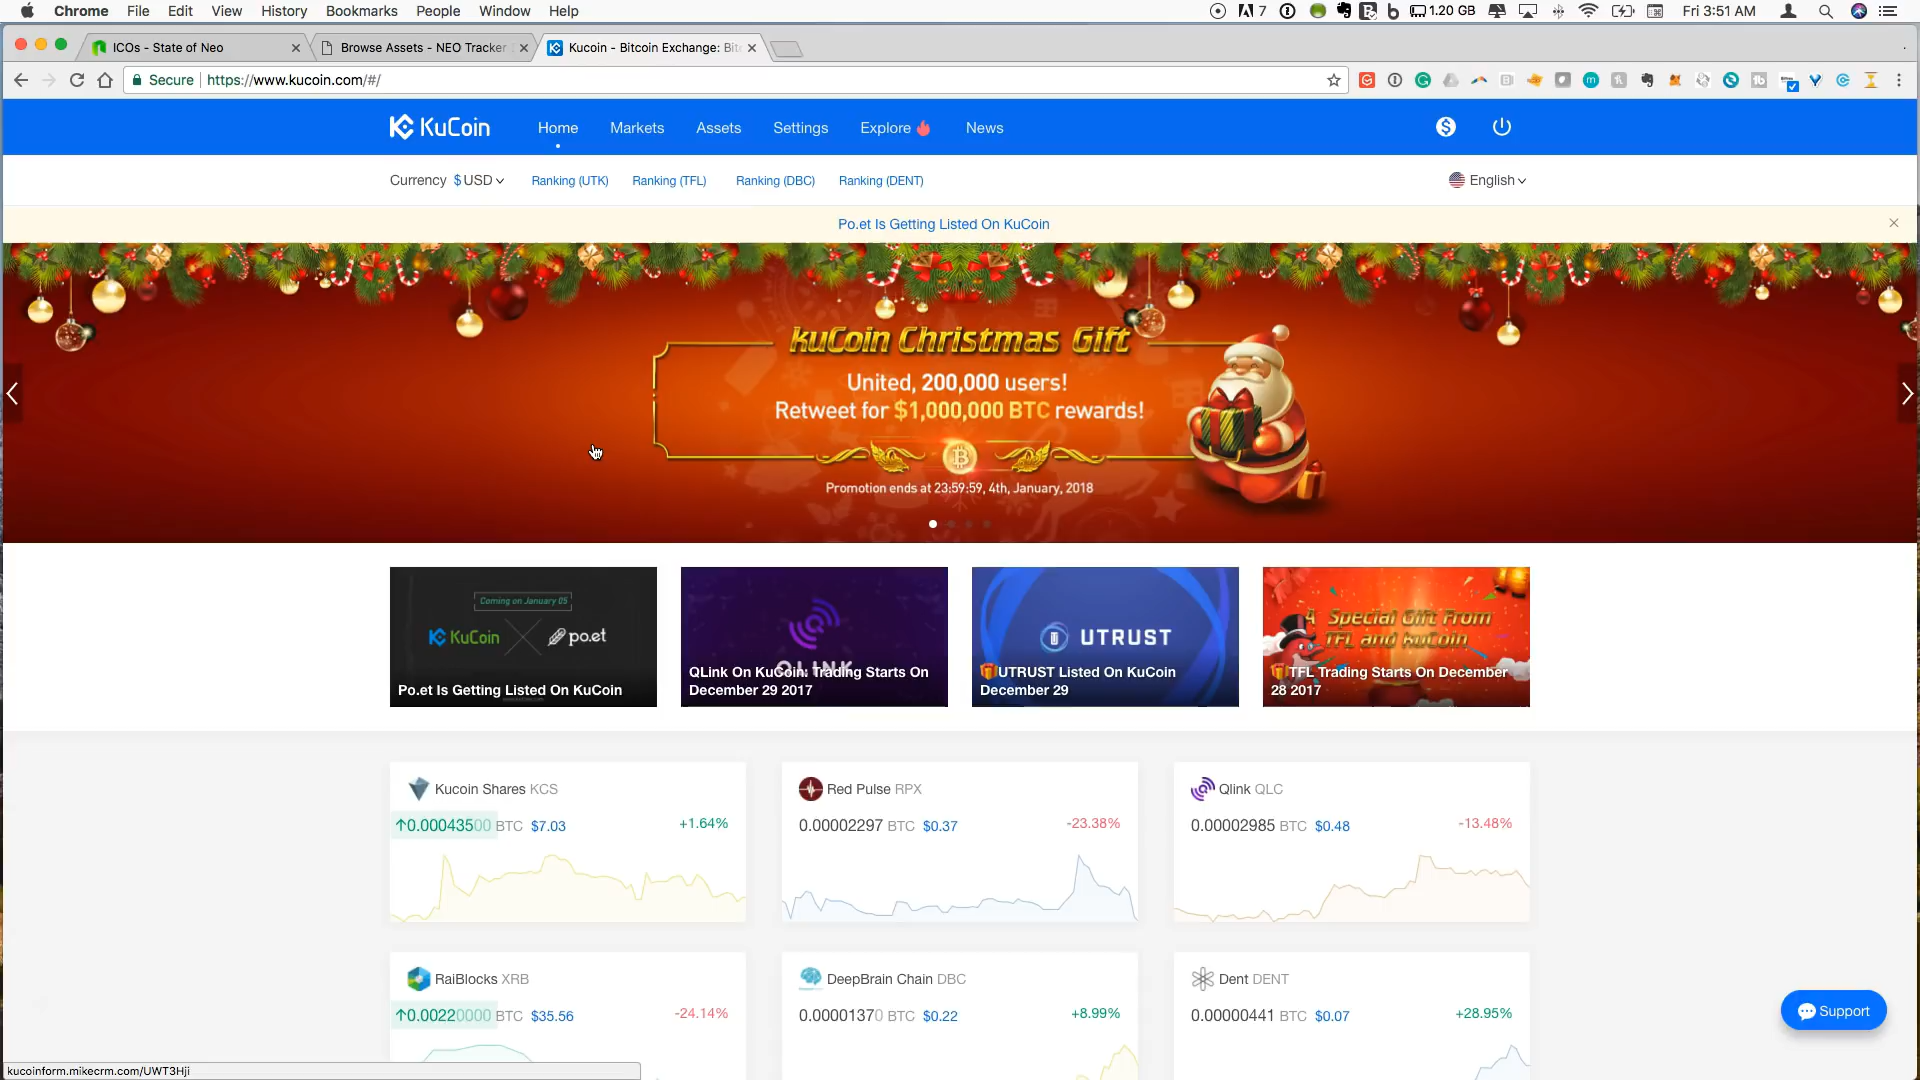 Chrome File Edit View History Bookmarks People Window Help
7 1.20 GB Fri 3:51 AM
ICOs - State of Neo
Browse Assets - NEO Tracker
Kucoin - Bitcoin Exchange: Bit
Secure https://www.kucoin.com/#/
KuCoin Home Markets Assets Settings Explore News
Currency $ USD Ranking (UTK) Ranking (TFL) Ranking (DBC) Ranking (DENT) English
Po.et Is Getting Listed On KuCoin
kuCoin Christmas Gift
United, 200,000 users!
Retweet for $1,000,000 BTC rewards!
Promotion ends at 23:59:59, 4th, January, 2018
Coming on January 05
KuCoin po.et
Po.et Is Getting Listed On KuCoin
QLINK
QLink On KuCoin: Trading Starts On
December 29 2017
UTRUST
UTRUST Listed On KuCoin
December 29
A Special Gift From
TFL and kuCoin
TFL Trading Starts On December
28 2017
Kucoin Shares KCS
↑0.00043500 BTC $7.03 +1.64%
Red Pulse RPX
0.00002297 BTC $0.37 -23.38%
Qlink QLC
0.00002985 BTC $0.48 -13.48%
RaiBlocks XRB
↑0.00220000 BTC $35.56 -24.14%
DeepBrain Chain DBC
0.00001370 BTC $0.22 +8.99%
Dent DENT
0.00000441 BTC $0.07 +28.95%
Support
kucoinform.mikecrm.com/UWT3Hji